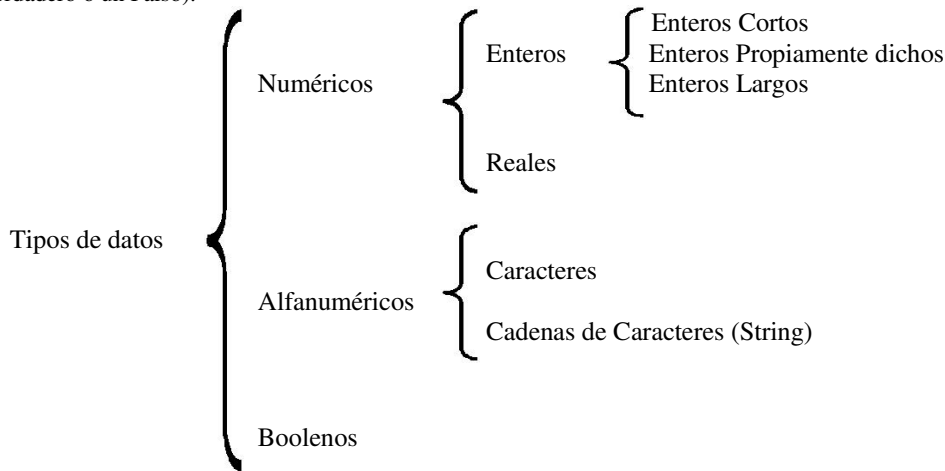 Enteros Cortos
Enteros Enteros Propiamente dichos
Numéricos Enteros Largos
Reales
Tipos de datos
Caracteres
Alfanuméricos
Cadenas de Caracteres (String)
Boolenos